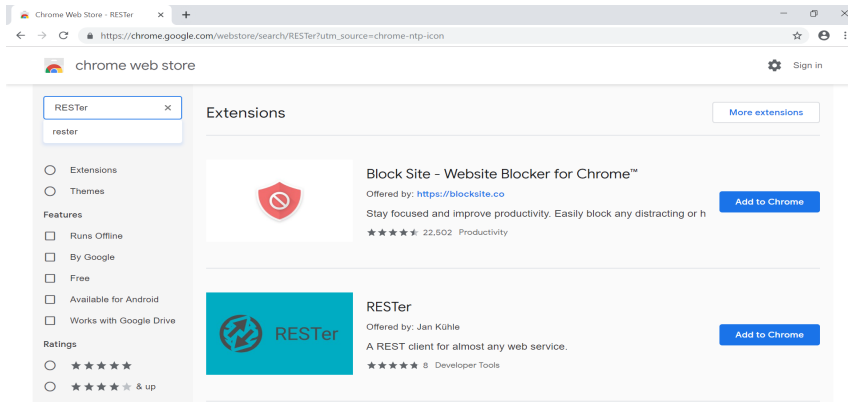 Chrome Web Store - RESTer
https://chrome.google.com/webstore/search/RESTer?utm_source=chrome-ntp-icon
chrome web store
Sign in
RESTer
rester
Extensions
Themes
Features
Runs Offline
By Google
Free
Available for Android
Works with Google Drive
Ratings
& up
Extensions
More extensions
Block Site - Website Blocker for Chrome™
Offered by: https://blocksite.co
Stay focused and improve productivity. Easily block any distracting or h
22,502 Productivity
Add to Chrome
RESTer
RESTer
Offered by: Jan Kühle
A REST client for almost any web service.
8 Developer Tools
Add to Chrome